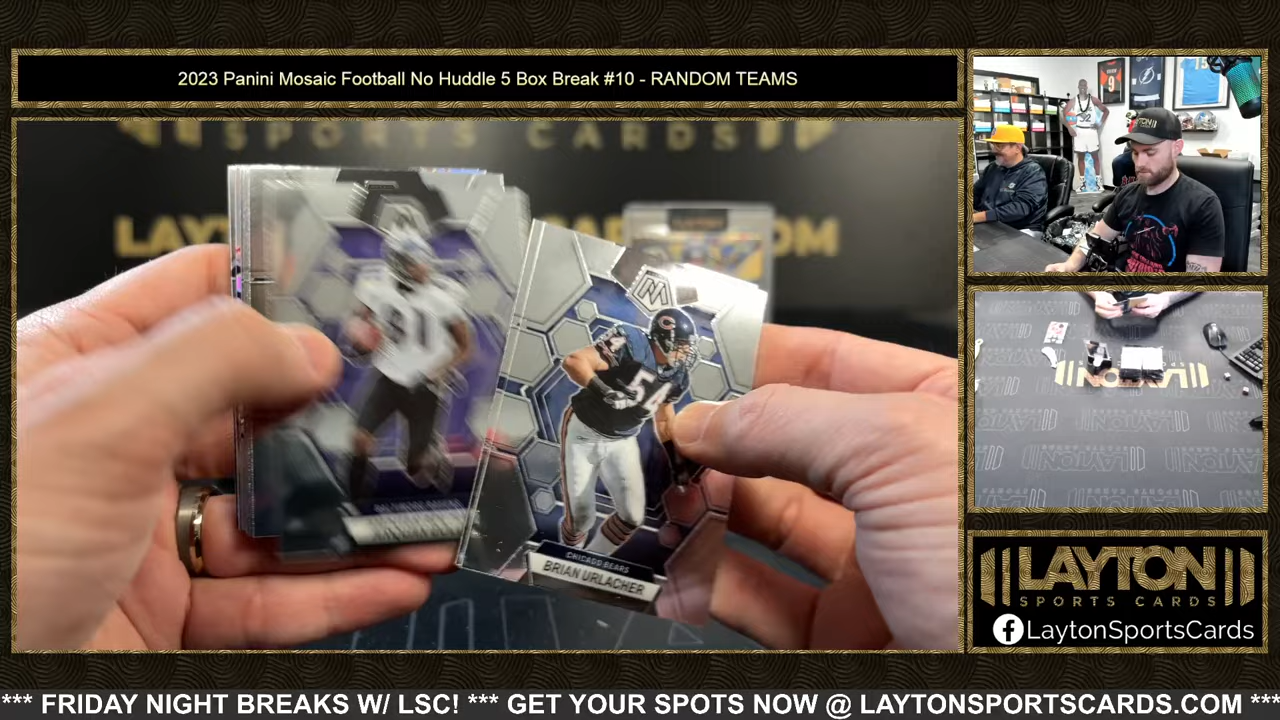 2023 Panini Mosaic Football No Huddle 5 Box Break #10 - RANDOM TEAMS
54
CHICAGO BEARS
BRIAN URLACHER
LAYTON
SPORTS CARDS
LaytonSportsCards
*** FRIDAY NIGHT BREAKS W/ LSC! *** GET YOUR SPOTS NOW @ LAYTONSPORTSCARDS.COM ***